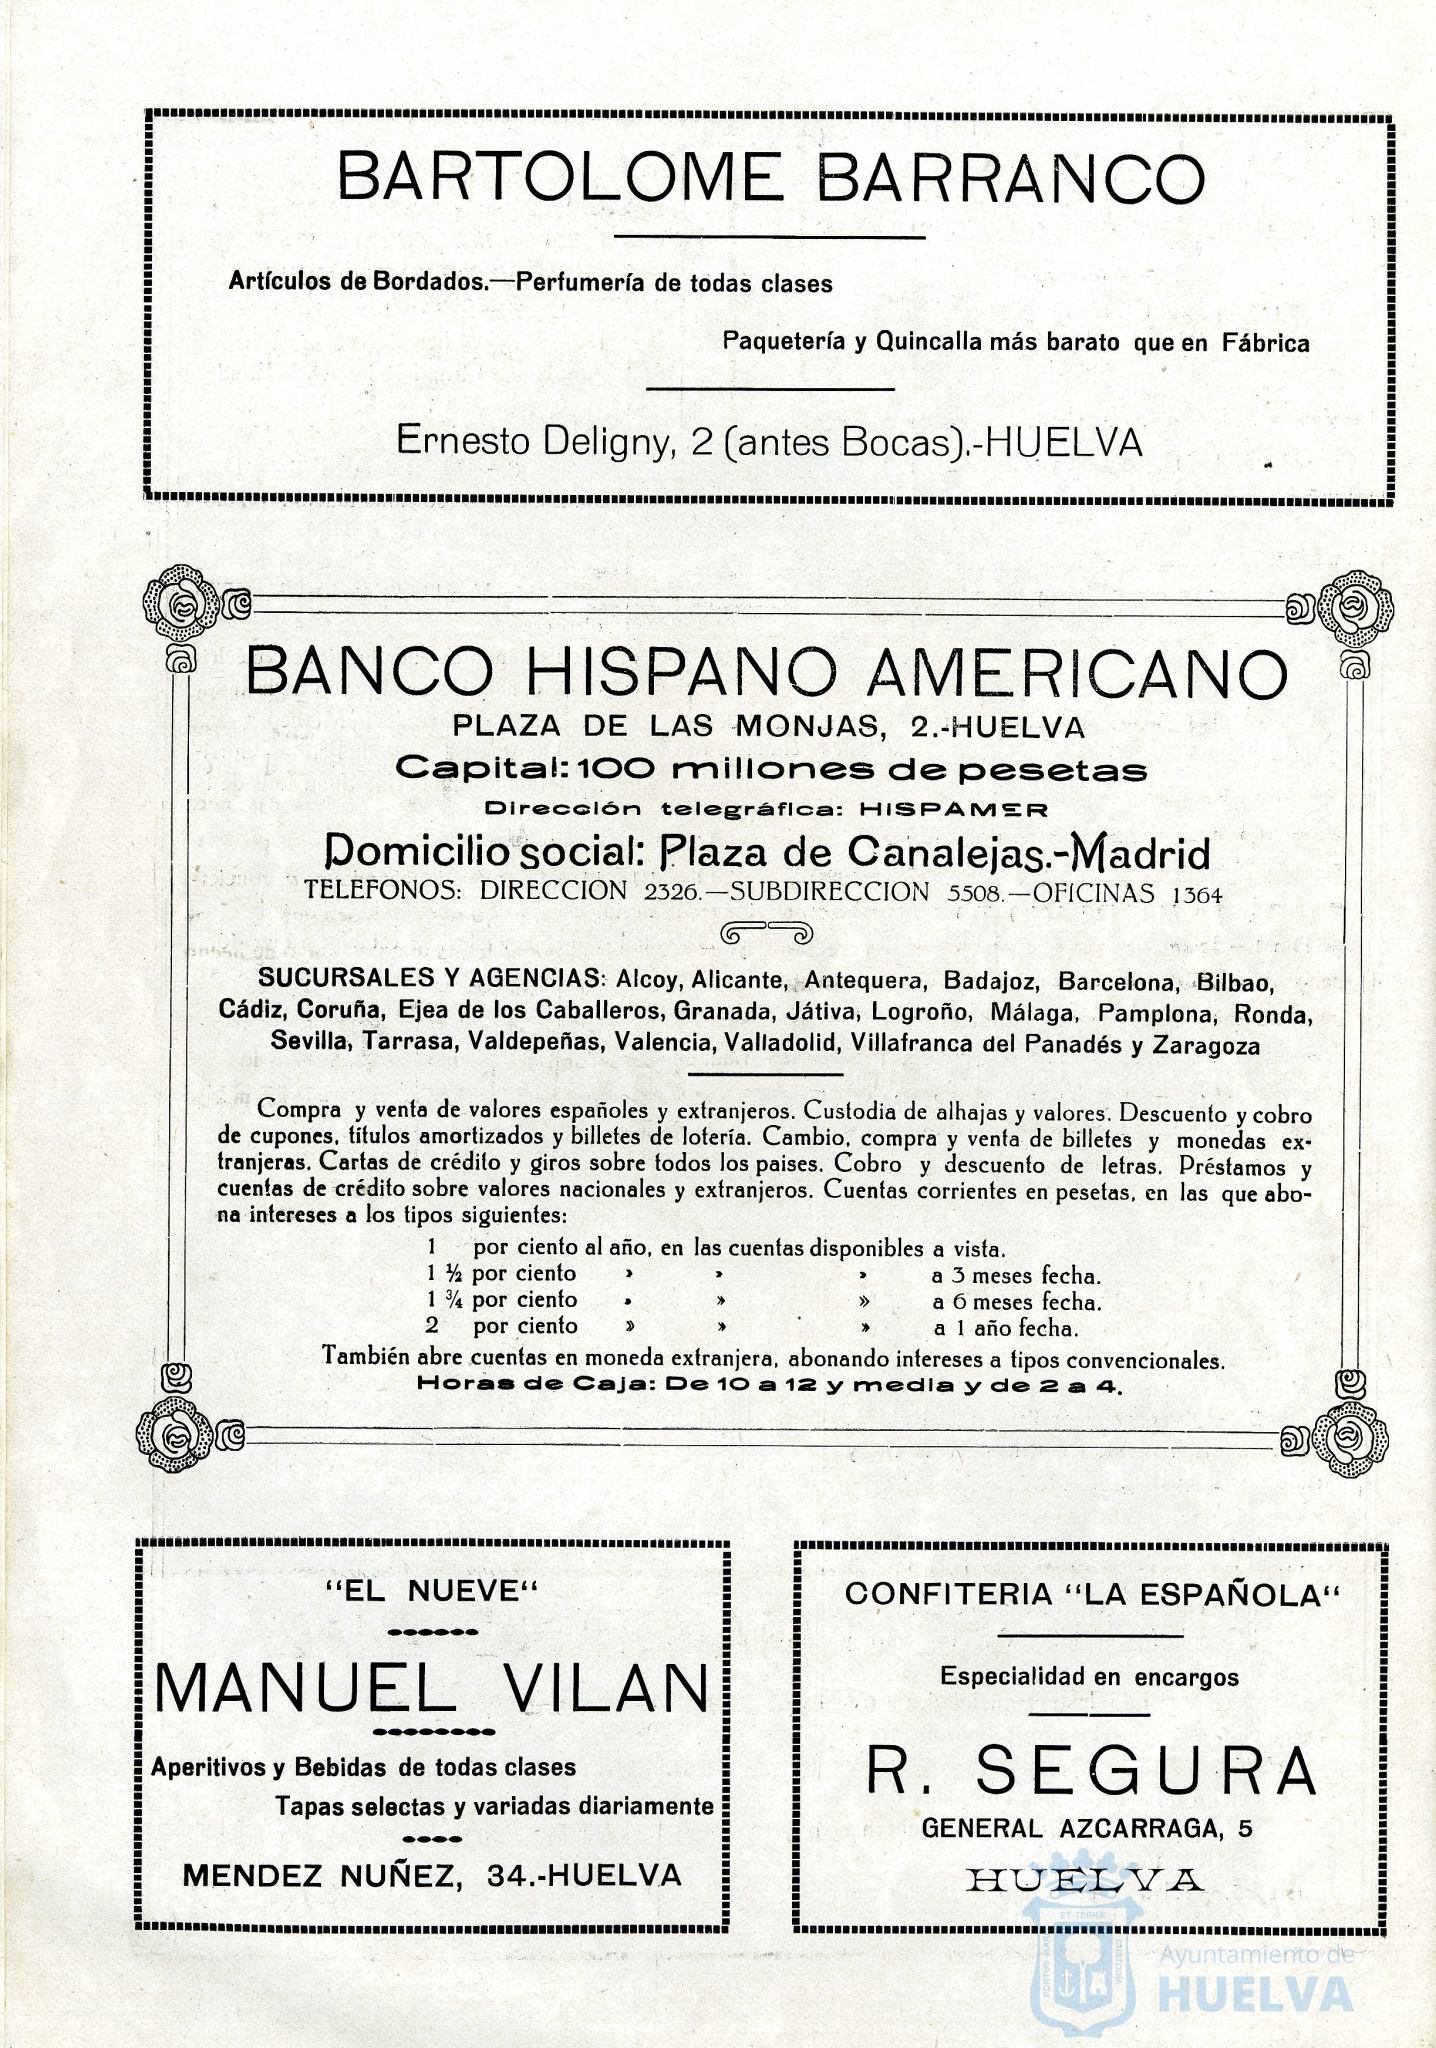 BARTOLOME BARRANCO
Artículos de Bordados.—Perfumería de todas clases
Paquetería y Quincalla más barato que en Fábrica
Ernesto Deligny, 2 (antes Bocas).-HUELVA
BANCO HISPANO AMERICANO
PLAZA DE LAS MONJAS, 2.-HUELVA
Capital: 100 millones de pesetas
Dirección telegráfica: HISPAMER
Domicilio social: Plaza de Canalejas.-Madrid
TELEFONOS: DIRECCION 2326.—SUBDIRECCION 5508.—OFICINAS 1364
SUCURSALES Y AGENCIAS: Alcoy, Alicante, Antequera, Badajoz, Barcelona, Bilbao,
Cádiz, Coruña, Ejea de los Caballeros, Granada, Játiva, Logroño, Málaga, Pamplona, Ronda,
Sevilla, Tarrasa, Valdepeñas, Valencia, Valladolid, Villafranca del Panadés y Zaragoza
Compra y venta de valores españoles y extranjeros. Custodia de alhajas y valores. Descuento y cobro
de cupones, títulos amortizados y billetes de lotería. Cambio, compra y venta de billetes y monedas ex-
tranjeras. Cartas de crédito y giros sobre todos los paises. Cobro y descuento de letras. Préstamos y
cuentas de crédito sobre valores nacionales y extranjeros. Cuentas corrientes en pesetas, en las que abo-
na intereses a los tipos siguientes:
1 por ciento al año, en las cuentas disponibles a vista.
1 ½ por ciento » » » a 3 meses fecha.
1 ¾ por ciento » » » a 6 meses fecha.
2 por ciento » » » a 1 año fecha.
También abre cuentas en moneda extranjera, abonando intereses a tipos convencionales.
Horas de Caja: De 10 a 12 y media y de 2 a 4.
"EL NUEVE"
MANUEL VILAN
Aperitivos y Bebidas de todas clases
Tapas selectas y variadas diariamente
MENDEZ NUÑEZ, 34.-HUELVA
CONFITERIA "LA ESPAÑOLA"
Especialidad en encargos
R. SEGURA
GENERAL AZCARRAGA, 5
HUELVA
ET TERRÆ
PORTUS MARIS
CUSTODIA
Ayuntamiento de
HUELVA